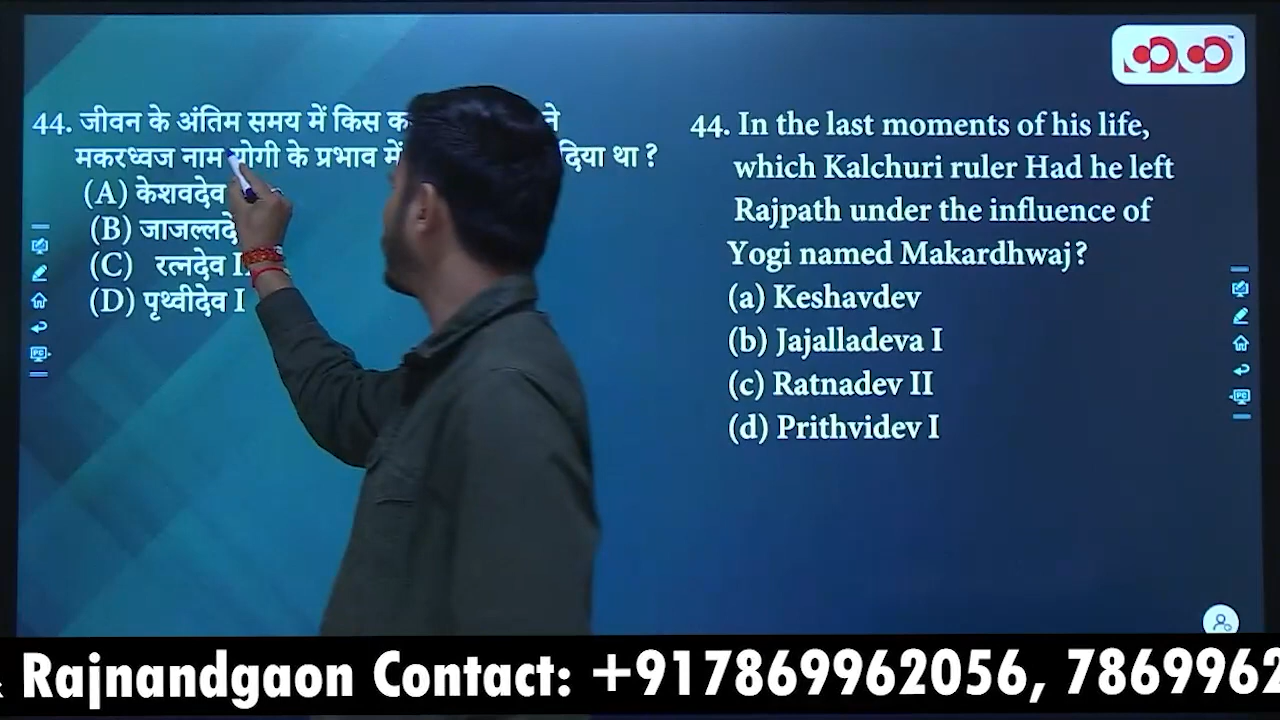 44. जीवन के अंतिम समय में किस
मकरध्वज नाम योगी के प्रभाव में दिया था ?
(A) केशवदेव
(B)
(C) रत्नदेव
(D) पृथ्वीदेव I
44. In the last moments of his life,
which Kalchuri ruler Had he left
Rajpath under the influence of
Yogi named Makardhwaj?
(a) Keshavdev
(b) Jajalladeva I
(c) Ratnadev II
(d) Prithvidev I
PC
PC
Rajnandgaon Contact: +917869962056, 7869962